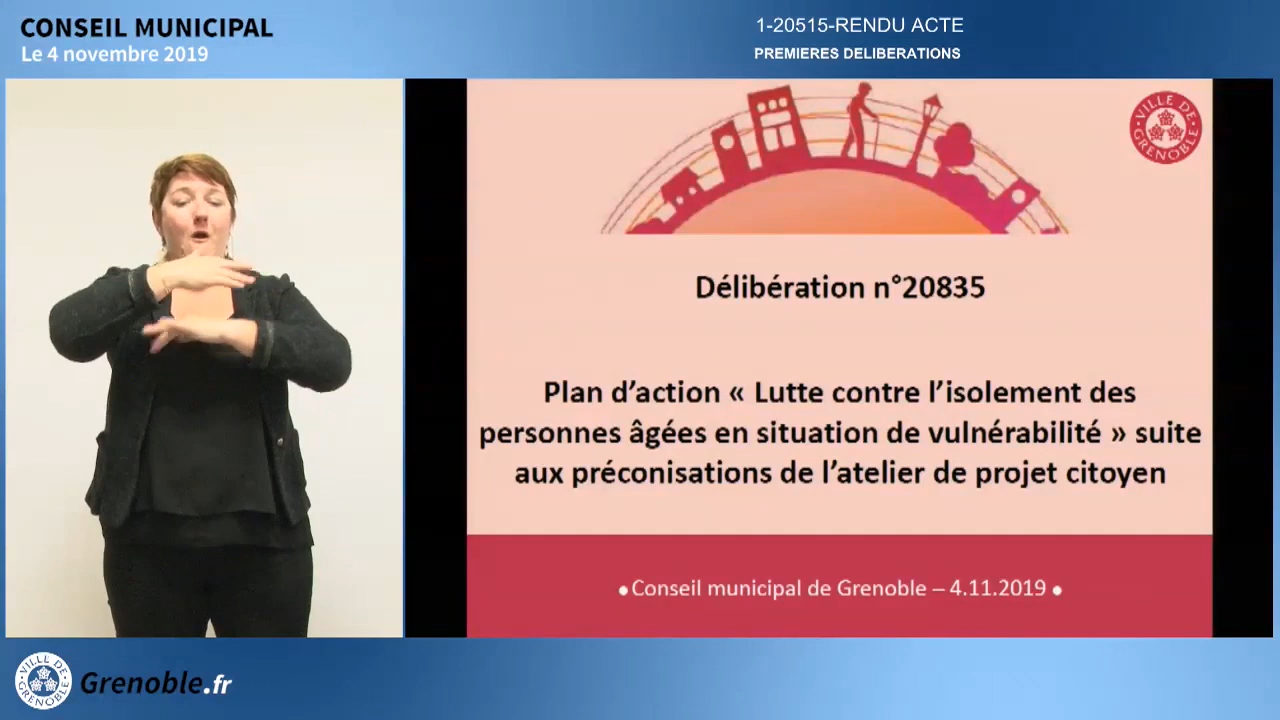 CONSEIL MUNICIPAL
Le 4 novembre 2019
1-20515-RENDU ACTE
PREMIERES DELIBERATIONS
VILLE DE GRENOBLE
Délibération n°20835
Plan d’action « Lutte contre l’isolement des
personnes âgées en situation de vulnérabilité » suite
aux préconisations de l’atelier de projet citoyen
•Conseil municipal de Grenoble – 4.11.2019 •
VILLE DE GRENOBLE
Grenoble.fr